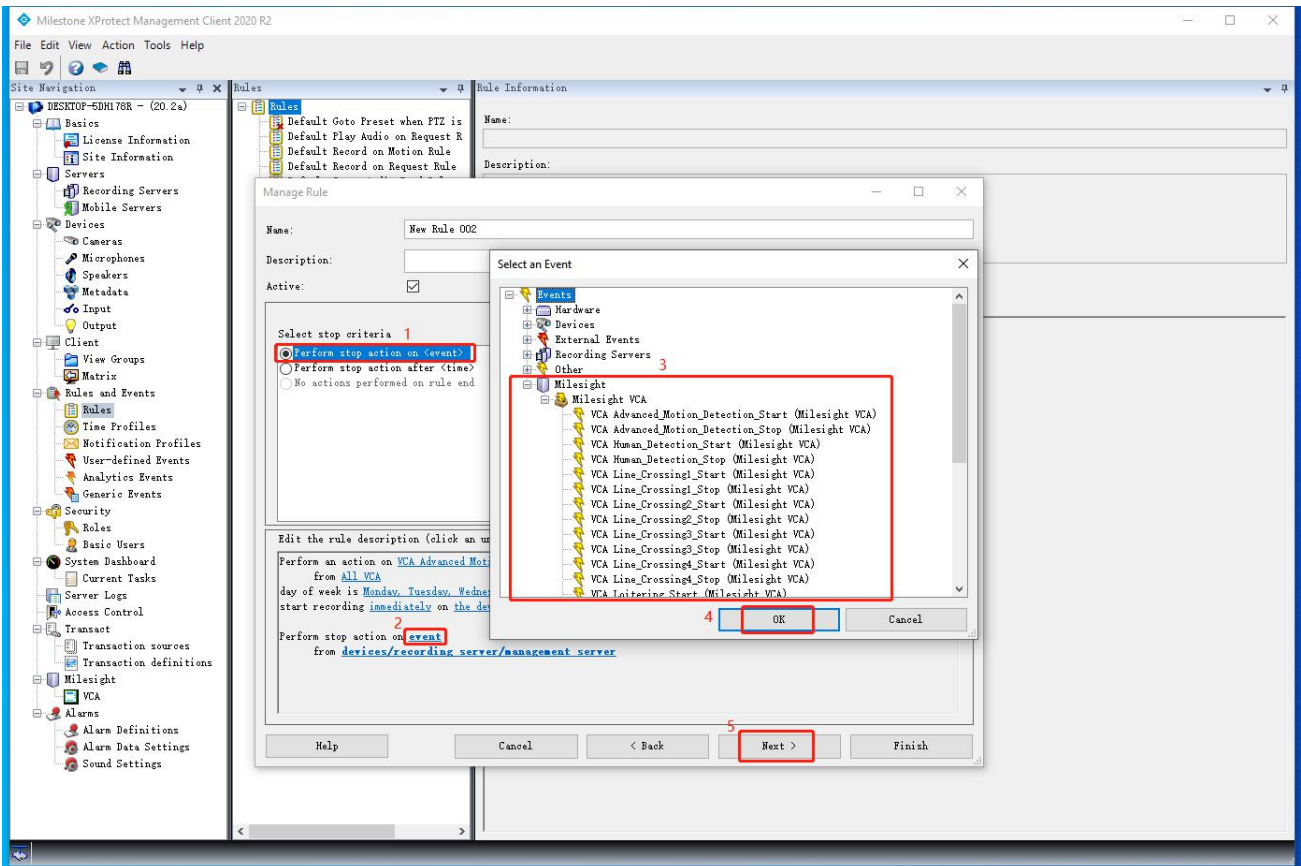 Milestone XProtect Management Client 2020 R2
File Edit View Action Tools Help
Site Navigation
DESKTOP-5DH178R - (20.2a)
Basics
License Information
Site Information
Servers
Recording Servers
Mobile Servers
Devices
Cameras
Microphones
Speakers
Metadata
Input
Output
Client
View Groups
Matrix
Rules and Events
Rules
Time Profiles
Notification Profiles
User-defined Events
Analytics Events
Generic Events
Security
Roles
Basic Users
System Dashboard
Current Tasks
Server Logs
Access Control
Transact
Transaction sources
Transaction definitions
Milesight
VCA
Alarms
Alarm Definitions
Alarm Data Settings
Sound Settings
Rules
Rules
Default Goto Preset when PTZ is
Default Play Audio on Request R
Default Record on Motion Rule
Default Record on Request Rule
Rule Information
Name:
Description:
Manage Rule
Name: New Rule 002
Description:
Active:
Select stop criteria 1
Perform stop action on <event>
Perform stop action after <time>
No actions performed on rule end
Edit the rule description (click an
Perform an action on VCA Advanced
from All VCA
day of week is Monday, Tuesday,
start recording immediately on
2
Perform stop action on event
from devices/recording server/management server
Select an Event
Events
Hardware
Devices
External Events
Recording Servers
Other
3
Milesight
Milesight VCA
VCA Advanced_Motion_Detection_Start (Milesight VCA)
VCA Advanced_Motion_Detection_Stop (Milesight VCA)
VCA Human_Detection_Start (Milesight VCA)
VCA Human_Detection_Stop (Milesight VCA)
VCA Line_Crossing1_Start (Milesight VCA)
VCA Line_Crossing1_Stop (Milesight VCA)
VCA Line_Crossing2_Start (Milesight VCA)
VCA Line_Crossing2_Stop (Milesight VCA)
VCA Line_Crossing3_Start (Milesight VCA)
VCA Line_Crossing3_Stop (Milesight VCA)
VCA Line_Crossing4_Start (Milesight VCA)
VCA Line_Crossing4_Stop (Milesight VCA)
VCA Loitering_Start (Milesight VCA)
4 OK Cancel
5
Help Cancel < Back Next > Finish